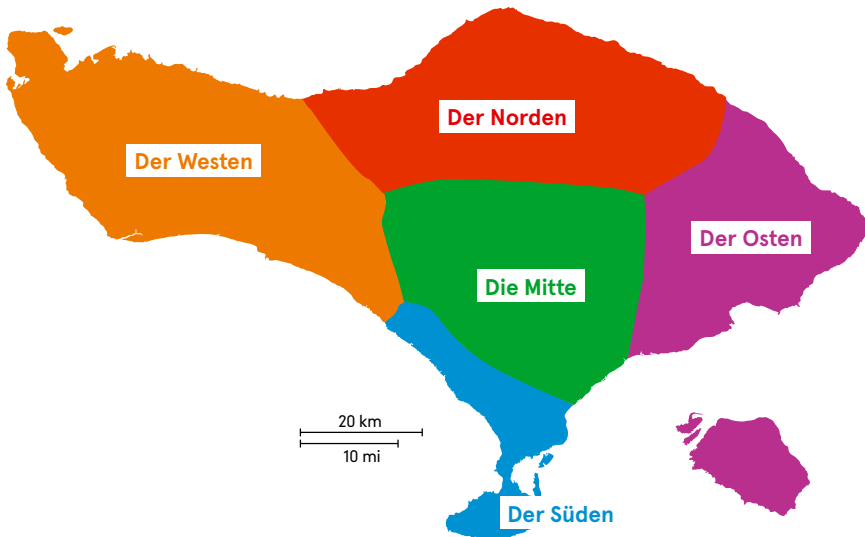 Der Norden
Der Westen
Der Osten
Die Mitte
20 km
10 mi
Der Süden